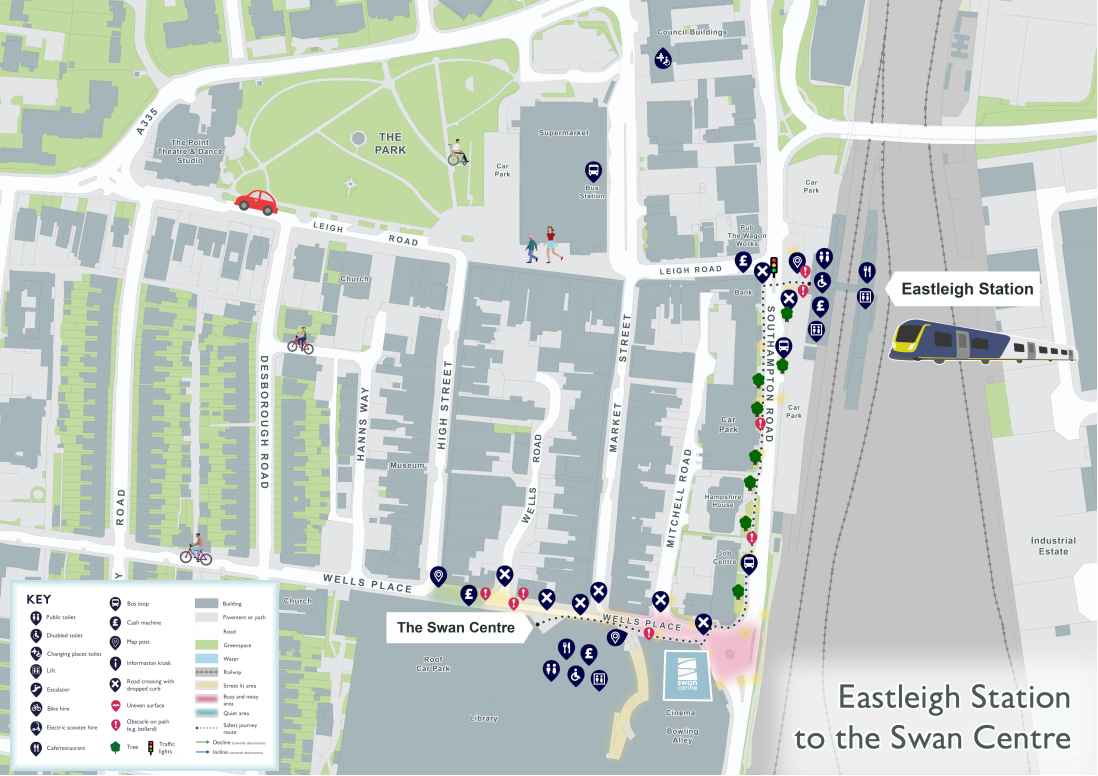 Council Buildings
A335
The Point
Theatre & Dance
Studio
THE
PARK
Supermarket
Car
Park
Bus
Station
Car
Park
LEIGH ROAD
Pub
The Wagon
Works
Church
LEIGH ROAD
Bank
£
£
Eastleigh Station
SOUTHAMPTON ROAD
DESBOROUGH ROAD
HANNS WAY
HIGH STREET
MARKET STREET
Car
Park
Car
Park
WELLS ROAD
Museum
MITCHELL ROAD
Hampshire
House
ROAD
Y
Job
Centre
Industrial
Estate
WELLS PLACE
Church
£
The Swan Centre
WELLS PLACE
£
Roof
Car Park
Library
swan
centre
Cinema
Bowling
Alley
KEY
Public toilet
Disabled toilet
Changing places toilet
Lift
Escalator
Bike hire
Electric scooter hire
Cafe/restaurant
Bus stop
£
Cash machine
Map post
Information kiosk
Road crossing with
dropped curb
Uneven surface
Obstacle on path
(e.g. bollard)
Tree
Traffic
lights
Building
Pavement or path
Road
Greenspace
Water
Railway
Street lit area
Busy and noisy
area
Quiet area
Safest journey
route
Decline (towards destination)
Incline (towards destination)
Eastleigh Station
to the Swan Centre